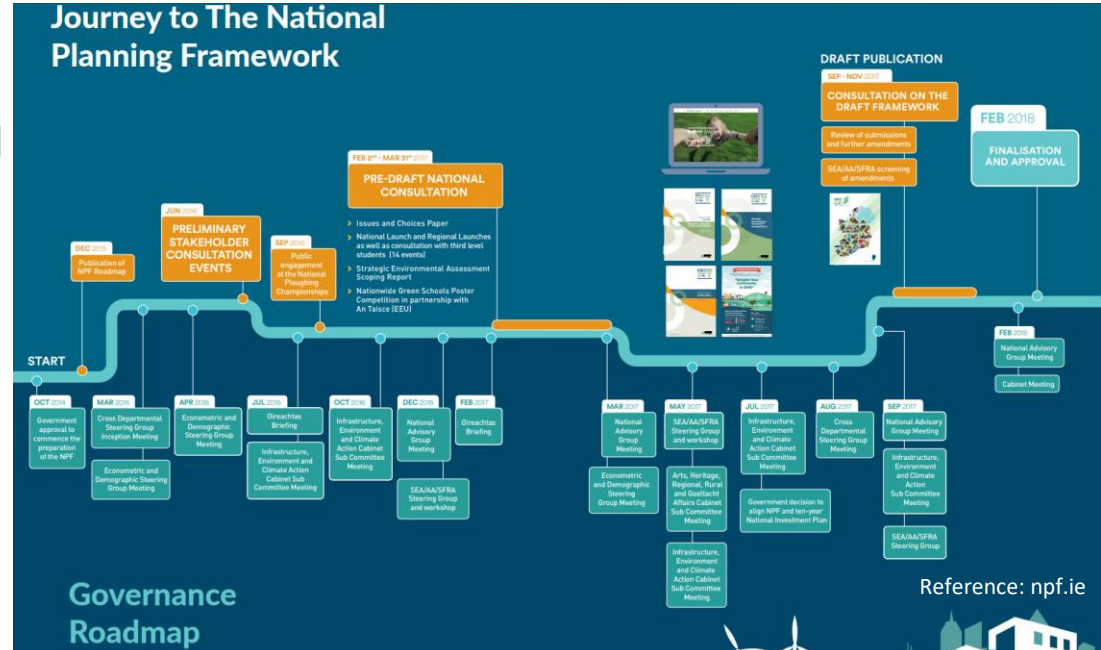 Journey to The National
Planning Framework
DRAFT PUBLICATION
SEP - NOV 2017
CONSULTATION ON THE
DRAFT FRAMEWORK
Review of submissions
and further amendments
SEA/AA/SFRA screening
of amendments
FEB 2018
FINALISATION
AND APPROVAL
FEB 2nd - MAR 31st 2017
PRE-DRAFT NATIONAL
CONSULTATION
Issues and Choices Paper
National Launch and Regional Launches
as well as consultation with third level
students (14 events)
Strategic Environmental Assessment
Scoping Report
Nationwide Green Schools Poster
Competition in partnership with
An Taisce (EEU)
JUN 2016
PRELIMINARY
STAKEHOLDER
CONSULTATION
EVENTS
SEP 2016
Public
engagement
at the National
Ploughing
Championships
DEC 2015
Publication of
NPF Roadmap
START
OCT 2014
Government
approval to
commence the
preparation
of the NPF
MAR 2016
Cross Departmental
Steering Group
Inception Meeting
Econometric and
Demographic Steering
Group Meeting
APR 2016
Econometric and
Demographic
Steering Group
Meeting
JUL 2016
Oireachtas
Briefing
Infrastructure,
Environment and
Climate Action
Cabinet Sub
Committee Meeting
OCT 2016
Infrastructure,
Environment
and Climate
Action Cabinet
Sub Committee
Meeting
DEC 2016
National
Advisory
Group
Meeting
SEA/AA/SFRA
Steering Group
and workshop
FEB 2017
Oireachtas
Briefing
MAR 2017
National
Advisory
Group
Meeting
Econometric
and Demographic
Steering
Group Meeting
MAY 2017
SEA/AA/SFRA
Steering Group
and workshop
Arts, Heritage,
Regional, Rural
and Gaeltacht
Affairs Cabinet
Sub Committee
Meeting
Infrastructure,
Environment
and Climate
Action Cabinet
Sub Committee
Meeting
JUL 2017
Infrastructure,
Environment
and Climate
Action Cabinet
Sub Committee
Meeting
Government decision to
align NPF and ten-year
National Investment Plan
AUG 2017
Cross
Departmental
Steering Group
Meeting
SEP 2017
National Advisory
Group Meeting
Infrastructure,
Environment
and Climate
Action
Sub Committee
Meeting
SEA/AA/SFRA
Steering Group
FEB 2018
National Advisory
Group Meeting
Cabinet Meeting
Reference: npf.ie
Governance
Roadmap